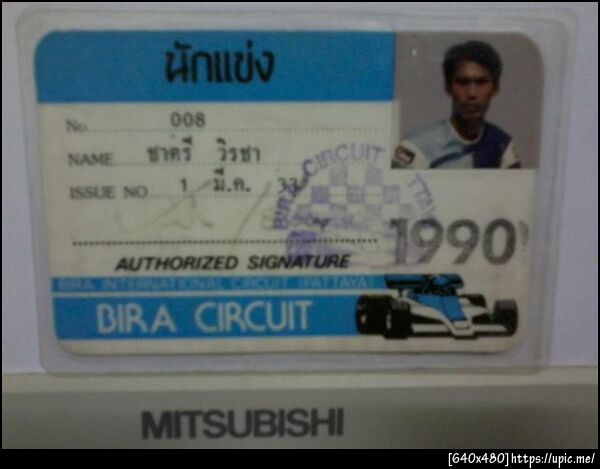 นักแข่ง
No. 008
NAME ชาตรี วิรชา
ISSUE NO 1 มี.ค. 33
BIRA CIRCUIT PATTAYA
1990
AUTHORIZED SIGNATURE
BIRA INTERNATIONAL CIRCUIT (PATTAYA)
BIRA CIRCUIT
MITSUBISHI
[640x480]https://upic.me/